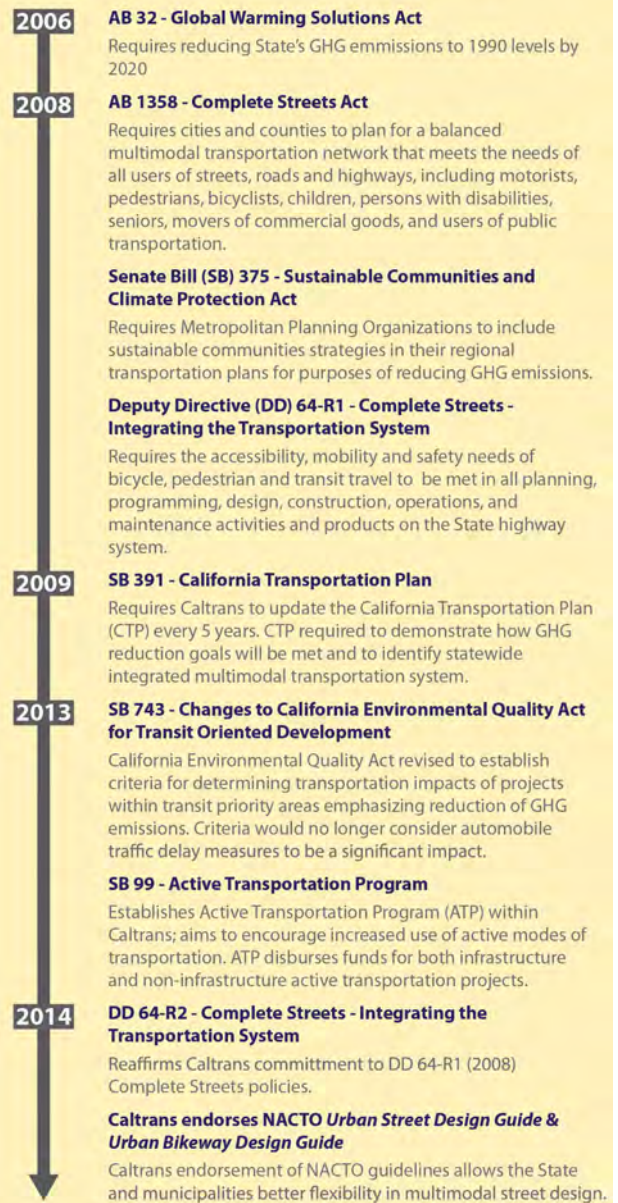 2006
AB 32 - Global Warming Solutions Act
Requires reducing State's GHG emmissions to 1990 levels by
2020
2008
AB 1358 - Complete Streets Act
Requires cities and counties to plan for a balanced
multimodal transportation network that meets the needs of
all users of streets, roads and highways, including motorists,
pedestrians, bicyclists, children, persons with disabilities,
seniors, movers of commercial goods, and users of public
transportation.
Senate Bill (SB) 375 - Sustainable Communities and
Climate Protection Act
Requires Metropolitan Planning Organizations to include
sustainable communities strategies in their regional
transportation plans for purposes of reducing GHG emissions.
Deputy Directive (DD) 64-R1 - Complete Streets -
Integrating the Transportation System
Requires the accessibility, mobility and safety needs of
bicycle, pedestrian and transit travel to be met in all planning,
programming, design, construction, operations, and
maintenance activities and products on the State highway
system.
2009
SB 391 - California Transportation Plan
Requires Caltrans to update the California Transportation Plan
(CTP) every 5 years. CTP required to demonstrate how GHG
reduction goals will be met and to identify statewide
integrated multimodal transportation system.
2013
SB 743 - Changes to California Environmental Quality Act
for Transit Oriented Development
California Environmental Quality Act revised to establish
criteria for determining transportation impacts of projects
within transit priority areas emphasizing reduction of GHG
emissions. Criteria would no longer consider automobile
traffic delay measures to be a significant impact.
SB 99 - Active Transportation Program
Establishes Active Transportation Program (ATP) within
Caltrans; aims to encourage increased use of active modes of
transportation. ATP disburses funds for both infrastructure
and non-infrastructure active transportation projects.
2014
DD 64-R2 - Complete Streets - Integrating the
Transportation System
Reaffirms Caltrans committment to DD 64-R1 (2008)
Complete Streets policies.
Caltrans endorses NACTO Urban Street Design Guide &
Urban Bikeway Design Guide
Caltrans endorsement of NACTO guidelines allows the State
and municipalities better flexibility in multimodal street design.